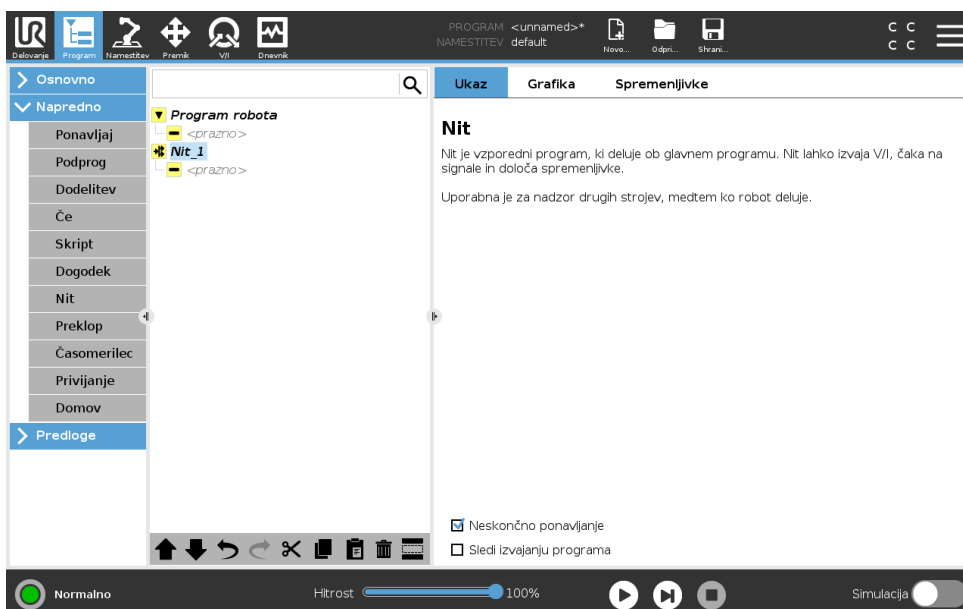 UR
Delovanje
Program
Namestitev
Premik
V/I
Dnevnik
PROGRAM <unnamed>*
NAMESTITEV default
Novo...
Odpri...
Shrani...
C C
C C
Osnovno
Napredno
Ponavljaj
Podprog
Dodelitev
Če
Skript
Dogodek
Nit
Preklop
Časomerilec
Privijanje
Domov
Predloge
Program robota
<prazno>
Nit_1
<prazno>
Ukaz
Grafika
Spremenljivke
Nit
Nit je vzporedni program, ki deluje ob glavnem programu. Nit lahko izvaja V/I, čaka na
signale in določa spremenljivke.
Uporabna je za nadzor drugih strojev, medtem ko robot deluje.
Neskončno ponavljanje
Sledi izvajanju programa
Normalno
Hitrost
100%
Simulacija